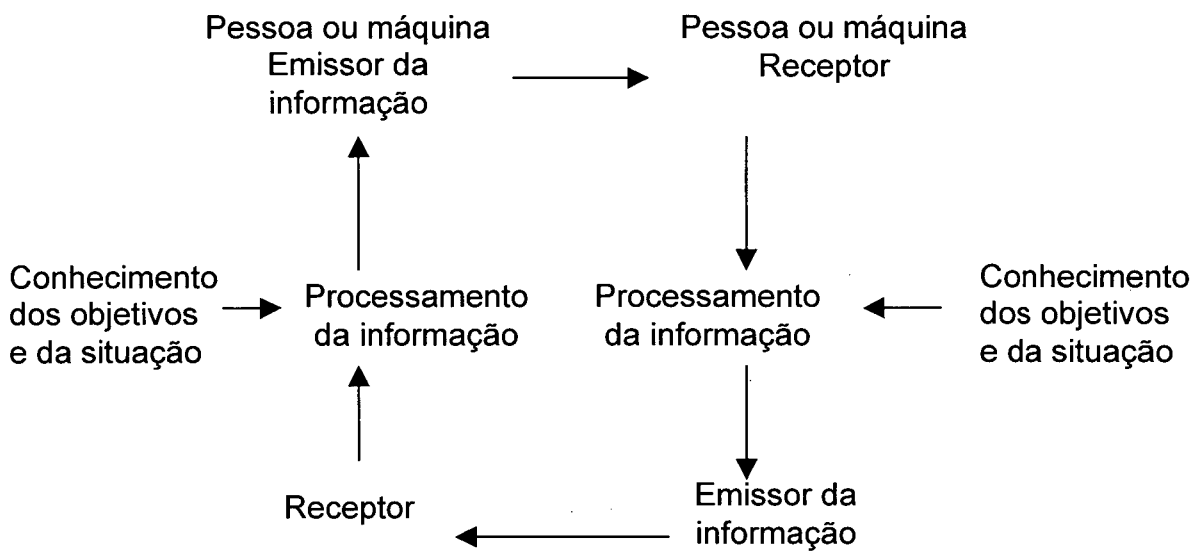 Pessoa ou máquina
Emissor da
informação
Pessoa ou máquina
Receptor
Conhecimento
dos objetivos
e da situação
Processamento
da informação
Processamento
da informação
Conhecimento
dos objetivos
e da situação
Receptor
Emissor da
informação